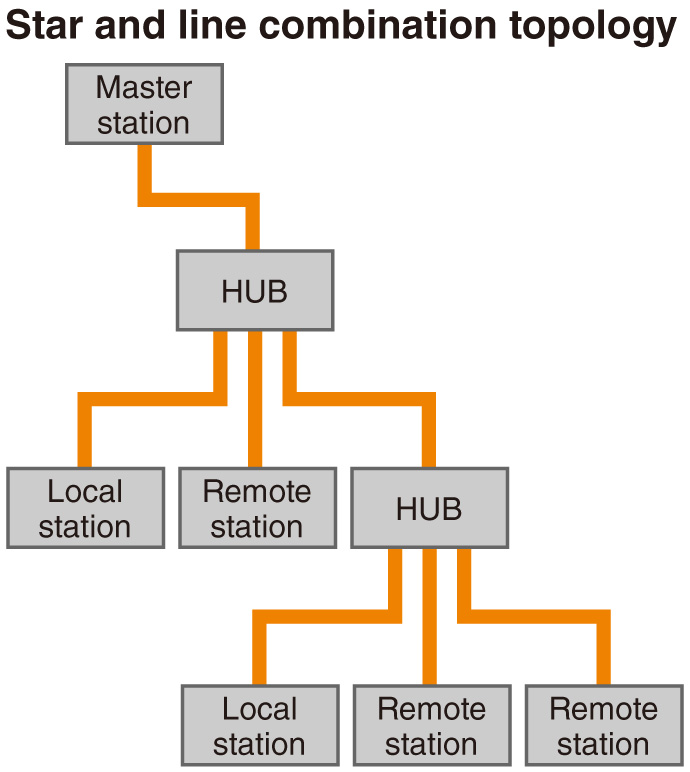 Star and line combination topology
Master
station
HUB
Local
station
Remote
station
HUB
Local
station
Remote
station
Remote
station